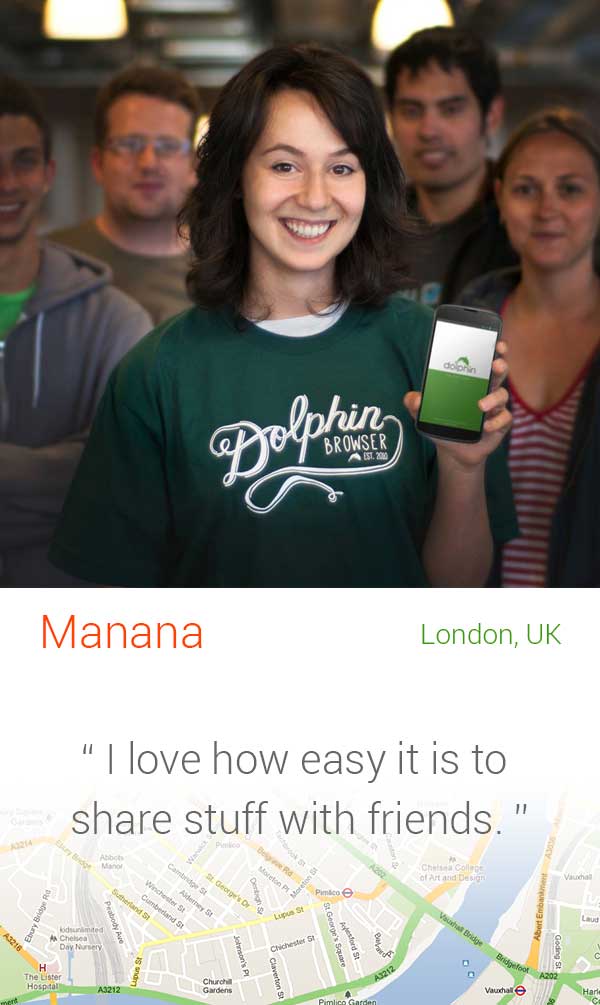 dolphin
Dolphin
BROWSER
EST. 2010
Manana
London, UK
“ I love how easy it is to
share stuff with friends. ”
A3214
Ebury Bridge
Abbots
Manor
Warwick
Pimlico
Belgrave Rd
Tachbrook St
Moreton Pl
Moreton St
Denbigh St
A202
Chelsea College
of Art and Design
A3036
Vauxhall
Cambridge St
St. George's Dr
Winchester St
Alderney St
Cumberland St
Sutherland St
Pimlico
Lupus St
Ebury Bridge Rd
Peabody Ave
kidsunlimited
Chelsea
Day Nursery
A3216
H
The Lister
Hospital
Lupus St
Johnson's Pl
Chichester St
Claverton St
St George's Square
Aylesford St
Churchill
Gardens
A3212
A3212
Pimlico Garden
Vauxhall Bridge
Bridgefoot
Albert Embankment
Goding St
A202
Vauxhall